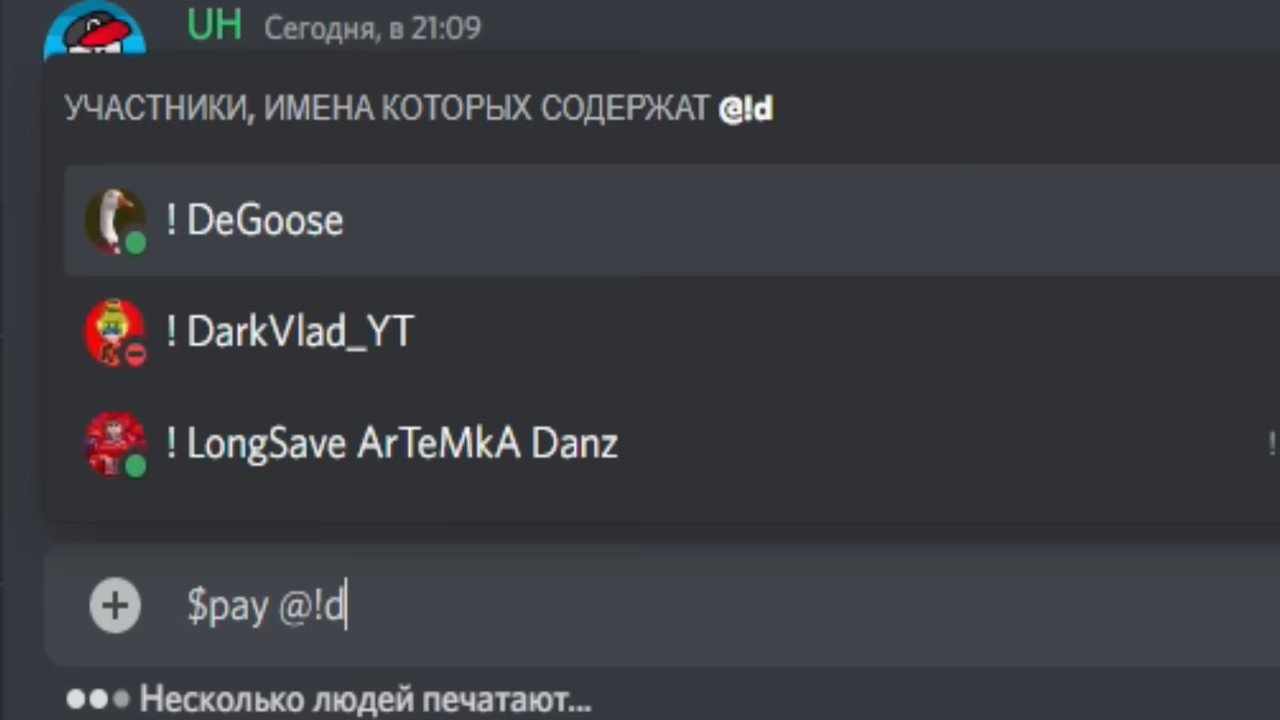 UH Сегодня, в 21:09
УЧАСТНИКИ, ИМЕНА КОТОРЫХ СОДЕРЖАТ @!d
! DeGoose
! DarkVlad_YT
! LongSave ArTeMkA Danz !
$pay @!d
Несколько людей печатают...